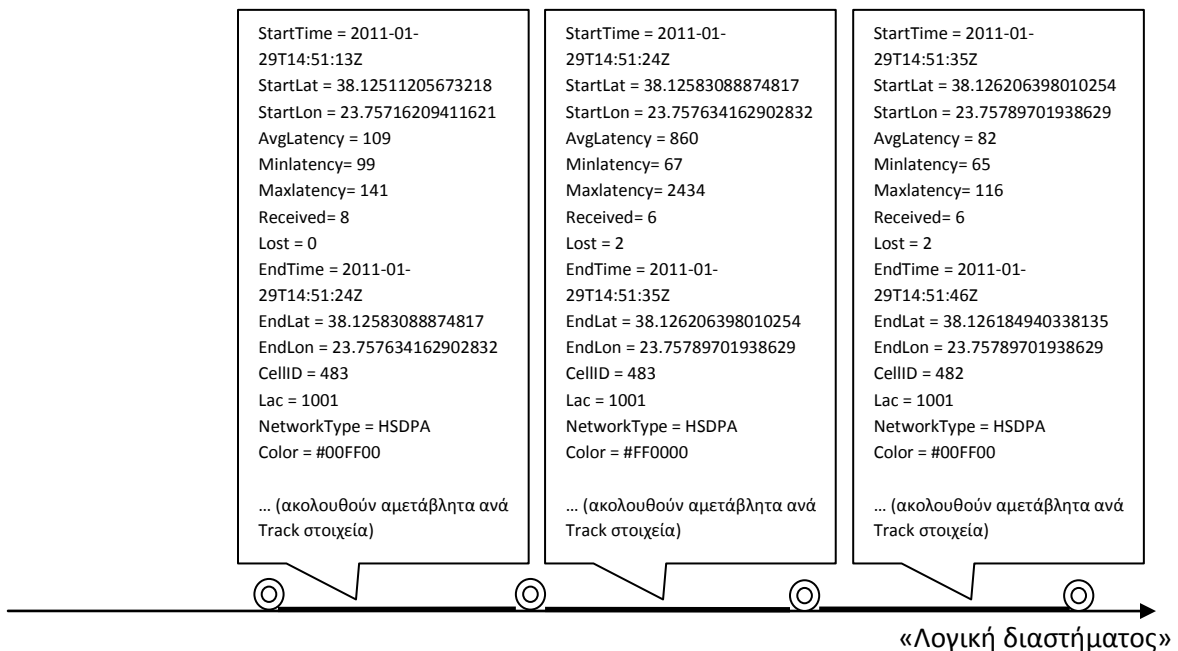 StartTime = 2011-01-
29T14:51:13Z
StartLat = 38.12511205673218
StartLon = 23.75716209411621
AvgLatency = 109
Minlatency= 99
Maxlatency= 141
Received= 8
Lost = 0
EndTime = 2011-01-
29T14:51:24Z
EndLat = 38.12583088874817
EndLon = 23.757634162902832
CellID = 483
Lac = 1001
NetworkType = HSDPA
Color = #00FF00
... (ακολουθούν αμετάβλητα ανά
Track στοιχεία)
StartTime = 2011-01-
29T14:51:24Z
StartLat = 38.12583088874817
StartLon = 23.757634162902832
AvgLatency = 860
Minlatency= 67
Maxlatency= 2434
Received= 6
Lost = 2
EndTime = 2011-01-
29T14:51:35Z
EndLat = 38.126206398010254
EndLon = 23.75789701938629
CellID = 483
Lac = 1001
NetworkType = HSDPA
Color = #FF0000
... (ακολουθούν αμετάβλητα ανά
Track στοιχεία)
StartTime = 2011-01-
29T14:51:35Z
StartLat = 38.126206398010254
StartLon = 23.75789701938629
AvgLatency = 82
Minlatency= 65
Maxlatency= 116
Received= 6
Lost = 2
EndTime = 2011-01-
29T14:51:46Z
EndLat = 38.126184940338135
EndLon = 23.75789701938629
CellID = 482
Lac = 1001
NetworkType = HSDPA
Color = #00FF00
... (ακολουθούν αμετάβλητα ανά
Track στοιχεία)
«Λογική διαστήματος»